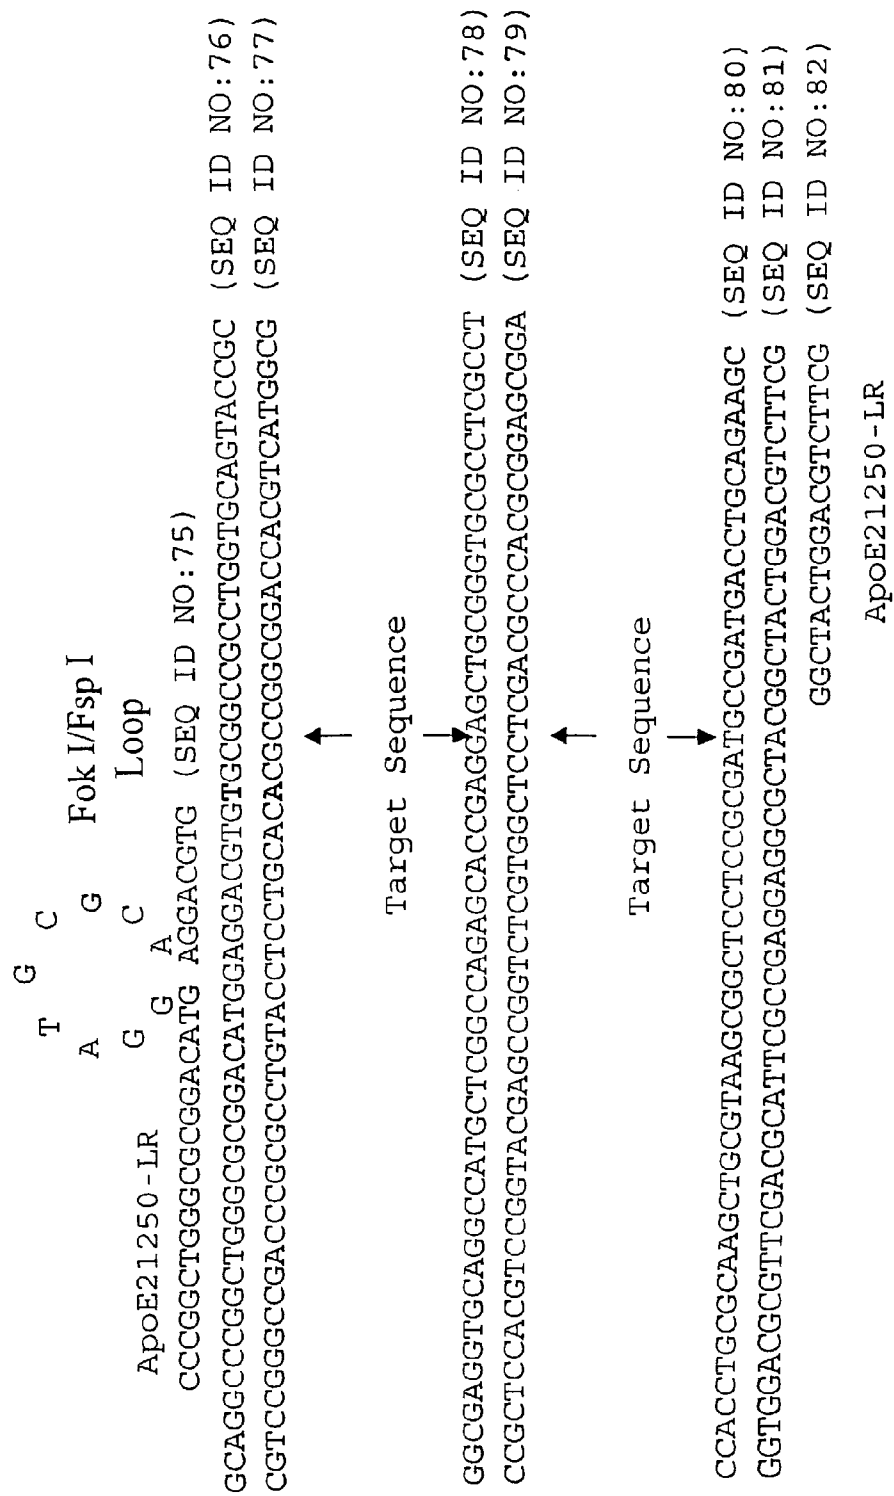 G
T C
A G Fok I/Fsp I
G C Loop
ApoE21250-LR G A
CCCGGCTGGGCGCGGACATG AGGACGTG (SEQ ID NO:75)
GCAGGCCCGGCTGGGCGCGGACATGGAGGACGTGTGCGGCCGCCTGGTGCAGTACCGC (SEQ ID NO:76)
CGTCCGGGCCGACCCGCGCCTGTACCTCCTGCACACGCCGGCGGACCACGTCATGGCG (SEQ ID NO:77)
Target Sequence
GGCGAGGTGCAGGCCATGCTCGGCCAGAGCACCGAGGAGCTGCGGGTGCGCCTCGCCT (SEQ ID NO:78)
CCGCTCCACGTCCGGTACGAGCCGGTCTCGTGGCTCCTCGACGCCCACGCGGAGCGGA (SEQ ID NO:79)
Target Sequence
CCACCTGCGCAAGCTGCGTAAGCGGCTCCTCCGCGATGCCGATGACCTGCAGAAGC (SEQ ID NO:80)
GGTGGACGCGTTCGACGCATTCGCCGAGGAGGCGCTACGGCTACTGGACGTCTTCG (SEQ ID NO:81)
GGCTACTGGACGTCTTCG (SEQ ID NO:82)
ApoE21250-LR